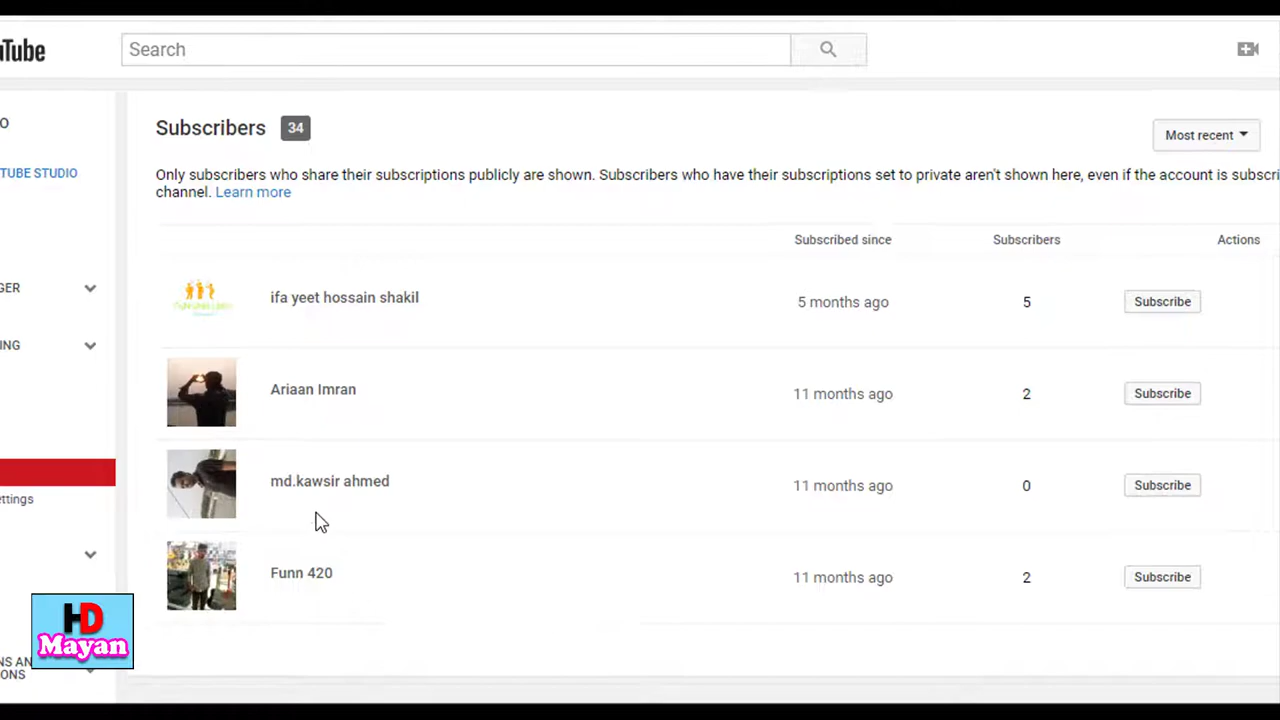 uTube
Search
O
TUBE STUDIO
Subscribers 34
Most recent
Only subscribers who share their subscriptions publicly are shown. Subscribers who have their subscriptions set to private aren't shown here, even if the account is subscri
channel. Learn more
Subscribed since Subscribers Actions
GER
ifa yeet hossain shakil 5 months ago 5 Subscribe
ING
Ariaan Imran 11 months ago 2 Subscribe
md.kawsir ahmed 11 months ago 0 Subscribe
ettings
Funn 420 11 months ago 2 Subscribe
HD
Mayan
NS AN
IONS